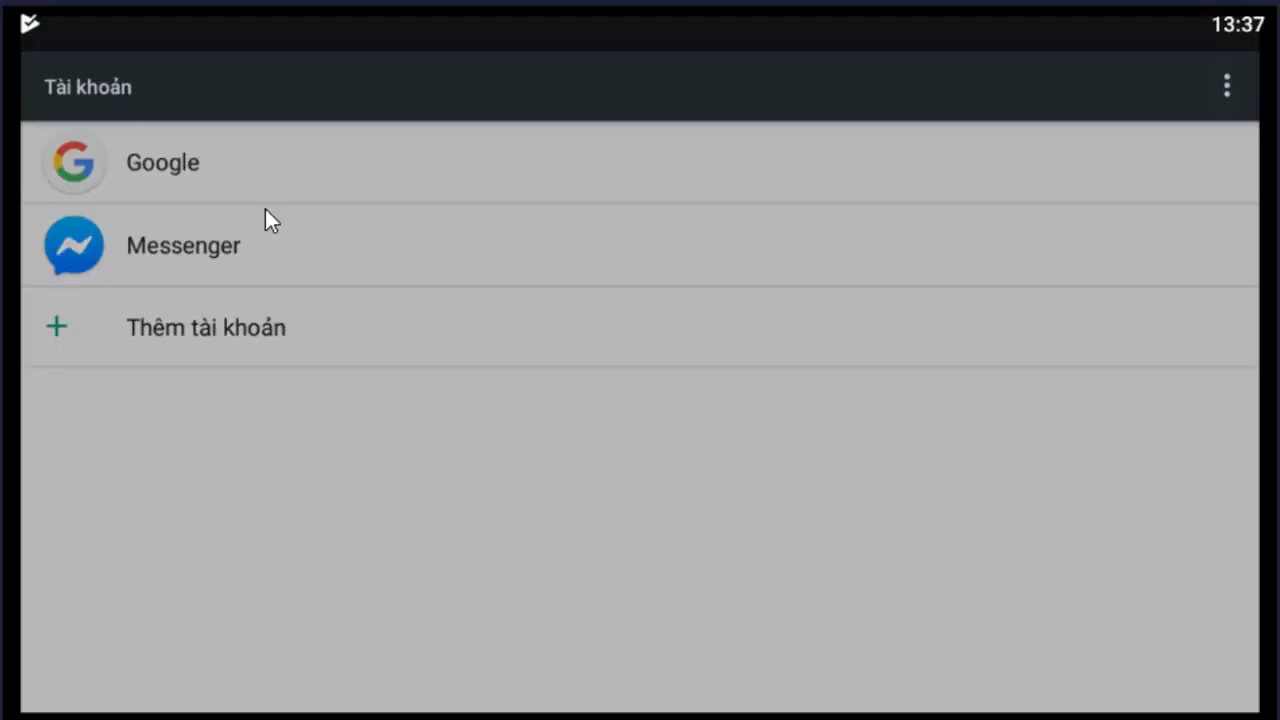 13:37
Tài khoản
Google
Messenger
Thêm tài khoản